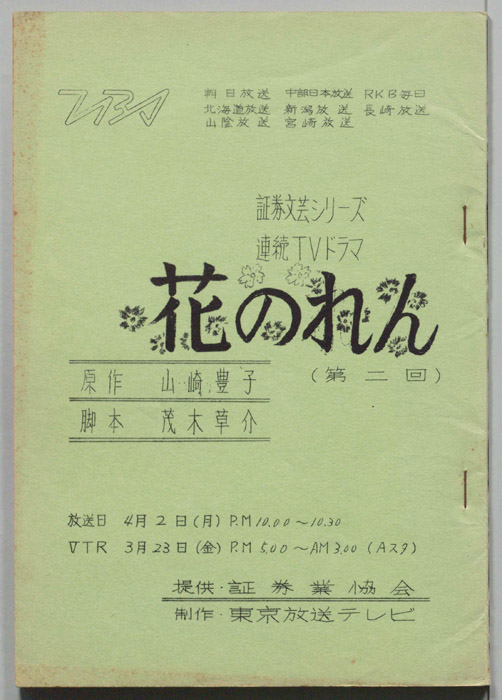 TBS
朝日放送 中部日本放送 RKB毎日
北海道放送 新潟放送 長崎放送
山陰放送 宮崎放送
証券文芸シリーズ
連続TVドラマ
花のれん
(第二回)
原作 山崎豊子
脚本 茂木草介
放送日 4月2日(月) P.M 10.00〜10.30
VTR 3月23日(金) P.M 5.00〜AM 3.00 (Aスタ)
提供・証券業協会
制作・東京放送テレビ